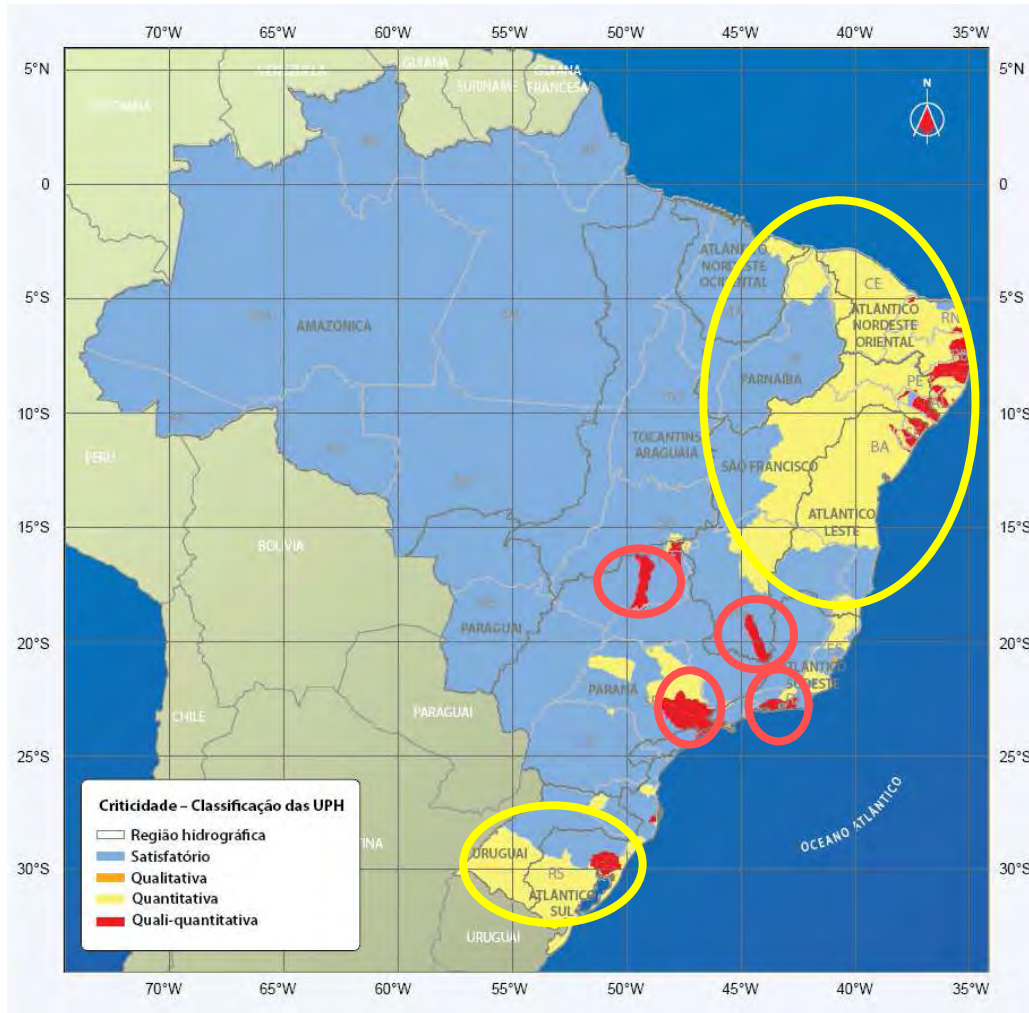 70°W 65°W 60°W 55°W 50°W 45°W 40°W 35°W
5°N
5°N
VENEZUELA
GUIANA
SURINAME
GUIANA
FRANCESA
N
0
0
ATLÂNTICO
NORDESTE
OCIDENTAL
CE
5°S
5°S
AMAZÔNICA
ATLÂNTICO
NORDESTE
ORIENTAL
RN
PARNAÍBA
PE
10°S
10°S
PERU
TOCANTINS
ARAGUAIA
SÃO FRANCISCO
BA
ATLÂNTICO
LESTE
15°S
15°S
BOLÍVIA
PARAGUAI
20°S
20°S
ES
ATLÂNTICO
SUDESTE
PARANÁ
CHILE
PARAGUAI
25°S
25°S
Criticidade – Classificação das UPH
Região hidrográfica
Satisfatório
Qualitativa
Quantitativa
Quali-quantitativa
OCEANO ATLÂNTICO
TINA
URUGUAI
RS
30°S
30°S
ATLÂNTICO
SUL
URUGUAI
70°W 65°W 60°W 55°W 50°W 45°W 40°W 35°W